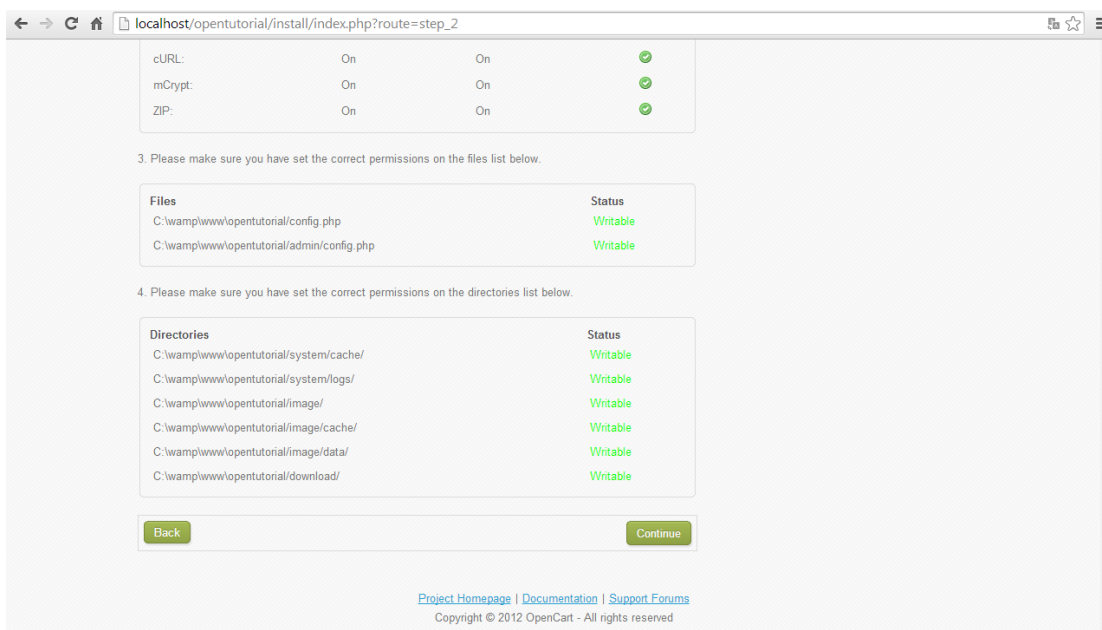 localhost/opentutorial/install/index.php?route=step_2
cURL: On On
mCrypt: On On
ZIP: On On
3. Please make sure you have set the correct permissions on the files list below.
Files Status
C:\wamp\www\opentutorial/config.php Writable
C:\wamp\www\opentutorial/admin/config.php Writable
4. Please make sure you have set the correct permissions on the directories list below.
Directories Status
C:\wamp\www\opentutorial/system/cache/ Writable
C:\wamp\www\opentutorial/system/logs/ Writable
C:\wamp\www\opentutorial/image/ Writable
C:\wamp\www\opentutorial/image/cache/ Writable
C:\wamp\www\opentutorial/image/data/ Writable
C:\wamp\www\opentutorial/download/ Writable
Back Continue
Project Homepage | Documentation | Support Forums
Copyright © 2012 OpenCart - All rights reserved